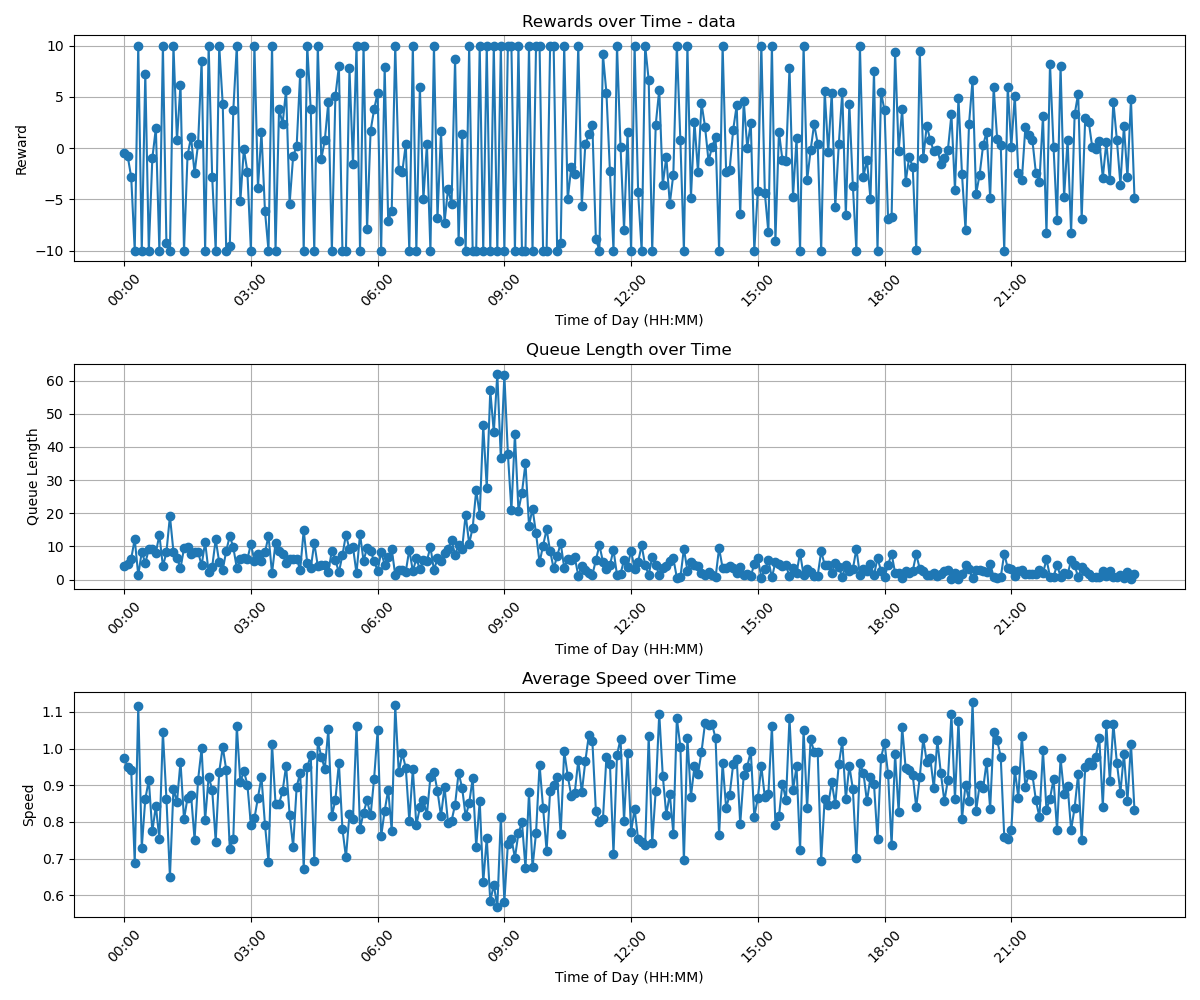 Rewards over Time - data
Reward
10
5
0
−5
−10
00:00 03:00 06:00 09:00 12:00 15:00 18:00 21:00
Time of Day (HH:MM)
Queue Length over Time
Queue Length
60
50
40
30
20
10
0
00:00 03:00 06:00 09:00 12:00 15:00 18:00 21:00
Time of Day (HH:MM)
Average Speed over Time
Speed
1.1
1.0
0.9
0.8
0.7
0.6
00:00 03:00 06:00 09:00 12:00 15:00 18:00 21:00
Time of Day (HH:MM)